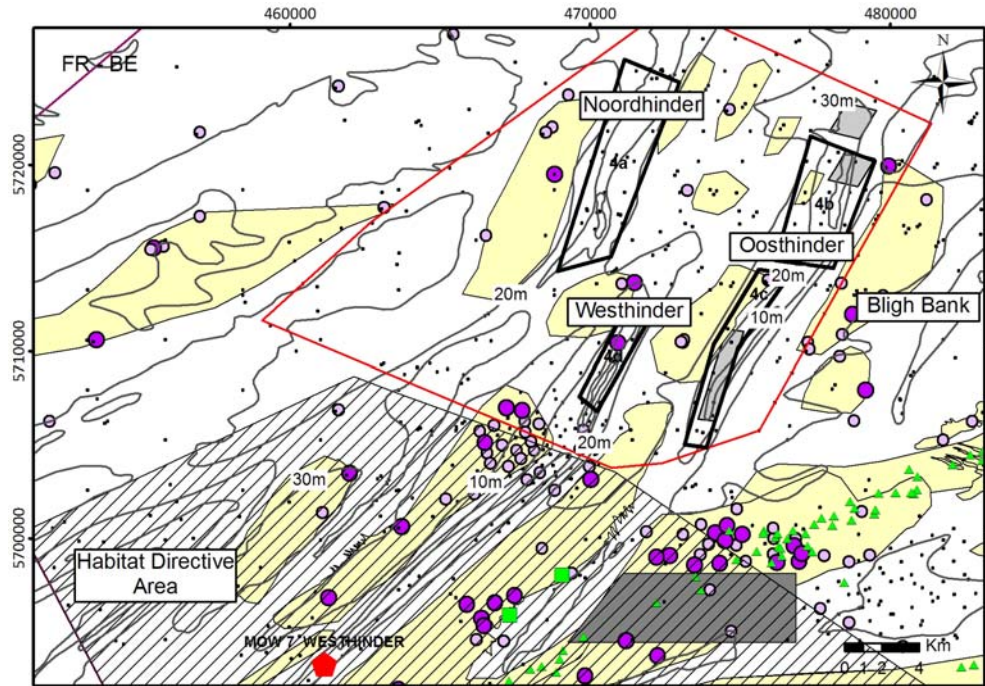 460000
470000
480000
FR - BE
N
30m
Noordhinder
4a
5720000
4b
Oosthinder
20m
20m
4c
Westhinder
10m
Bligh Bank
5710000
4d
20m
30m
10m
5700000
Habitat Directive
Area
MOW 7 WESTHINDER
Km
0 2 4